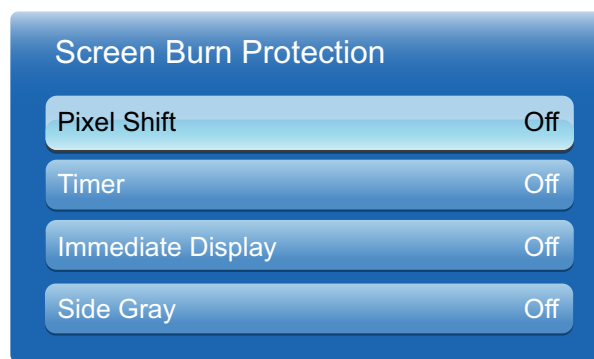 Screen Burn Protection
Pixel Shift Off
Timer Off
Immediate Display Off
Side Gray Off